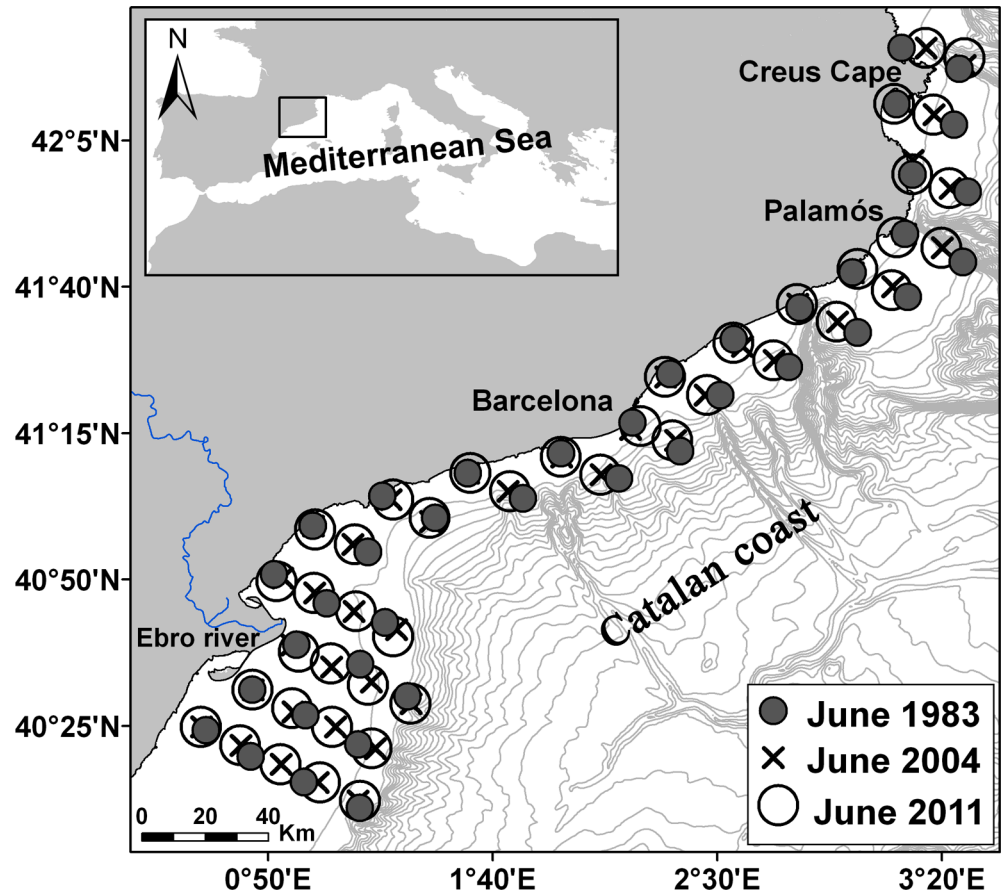 N
Mediterranean Sea
Creus Cape
42°5'N
Palamós
41°40'N
Barcelona
41°15'N
Catalan coast
40°50'N
Ebro river
40°25'N
June 1983
June 2004
June 2011
0 20 40
Km
0°50'E 1°40'E 2°30'E 3°20'E